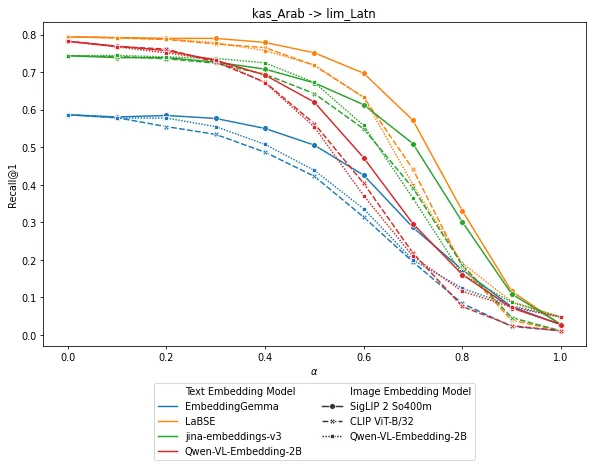 kas_Arab -> lim_Latn
Recall@1
0.8
0.7
0.6
0.5
0.4
0.3
0.2
0.1
0.0
0.0 0.2 0.4 0.6 0.8 1.0
α
Text Embedding Model
EmbeddingGemma
LaBSE
jina-embeddings-v3
Qwen-VL-Embedding-2B
Image Embedding Model
SigLIP 2 So400m
CLIP ViT-B/32
Qwen-VL-Embedding-2B